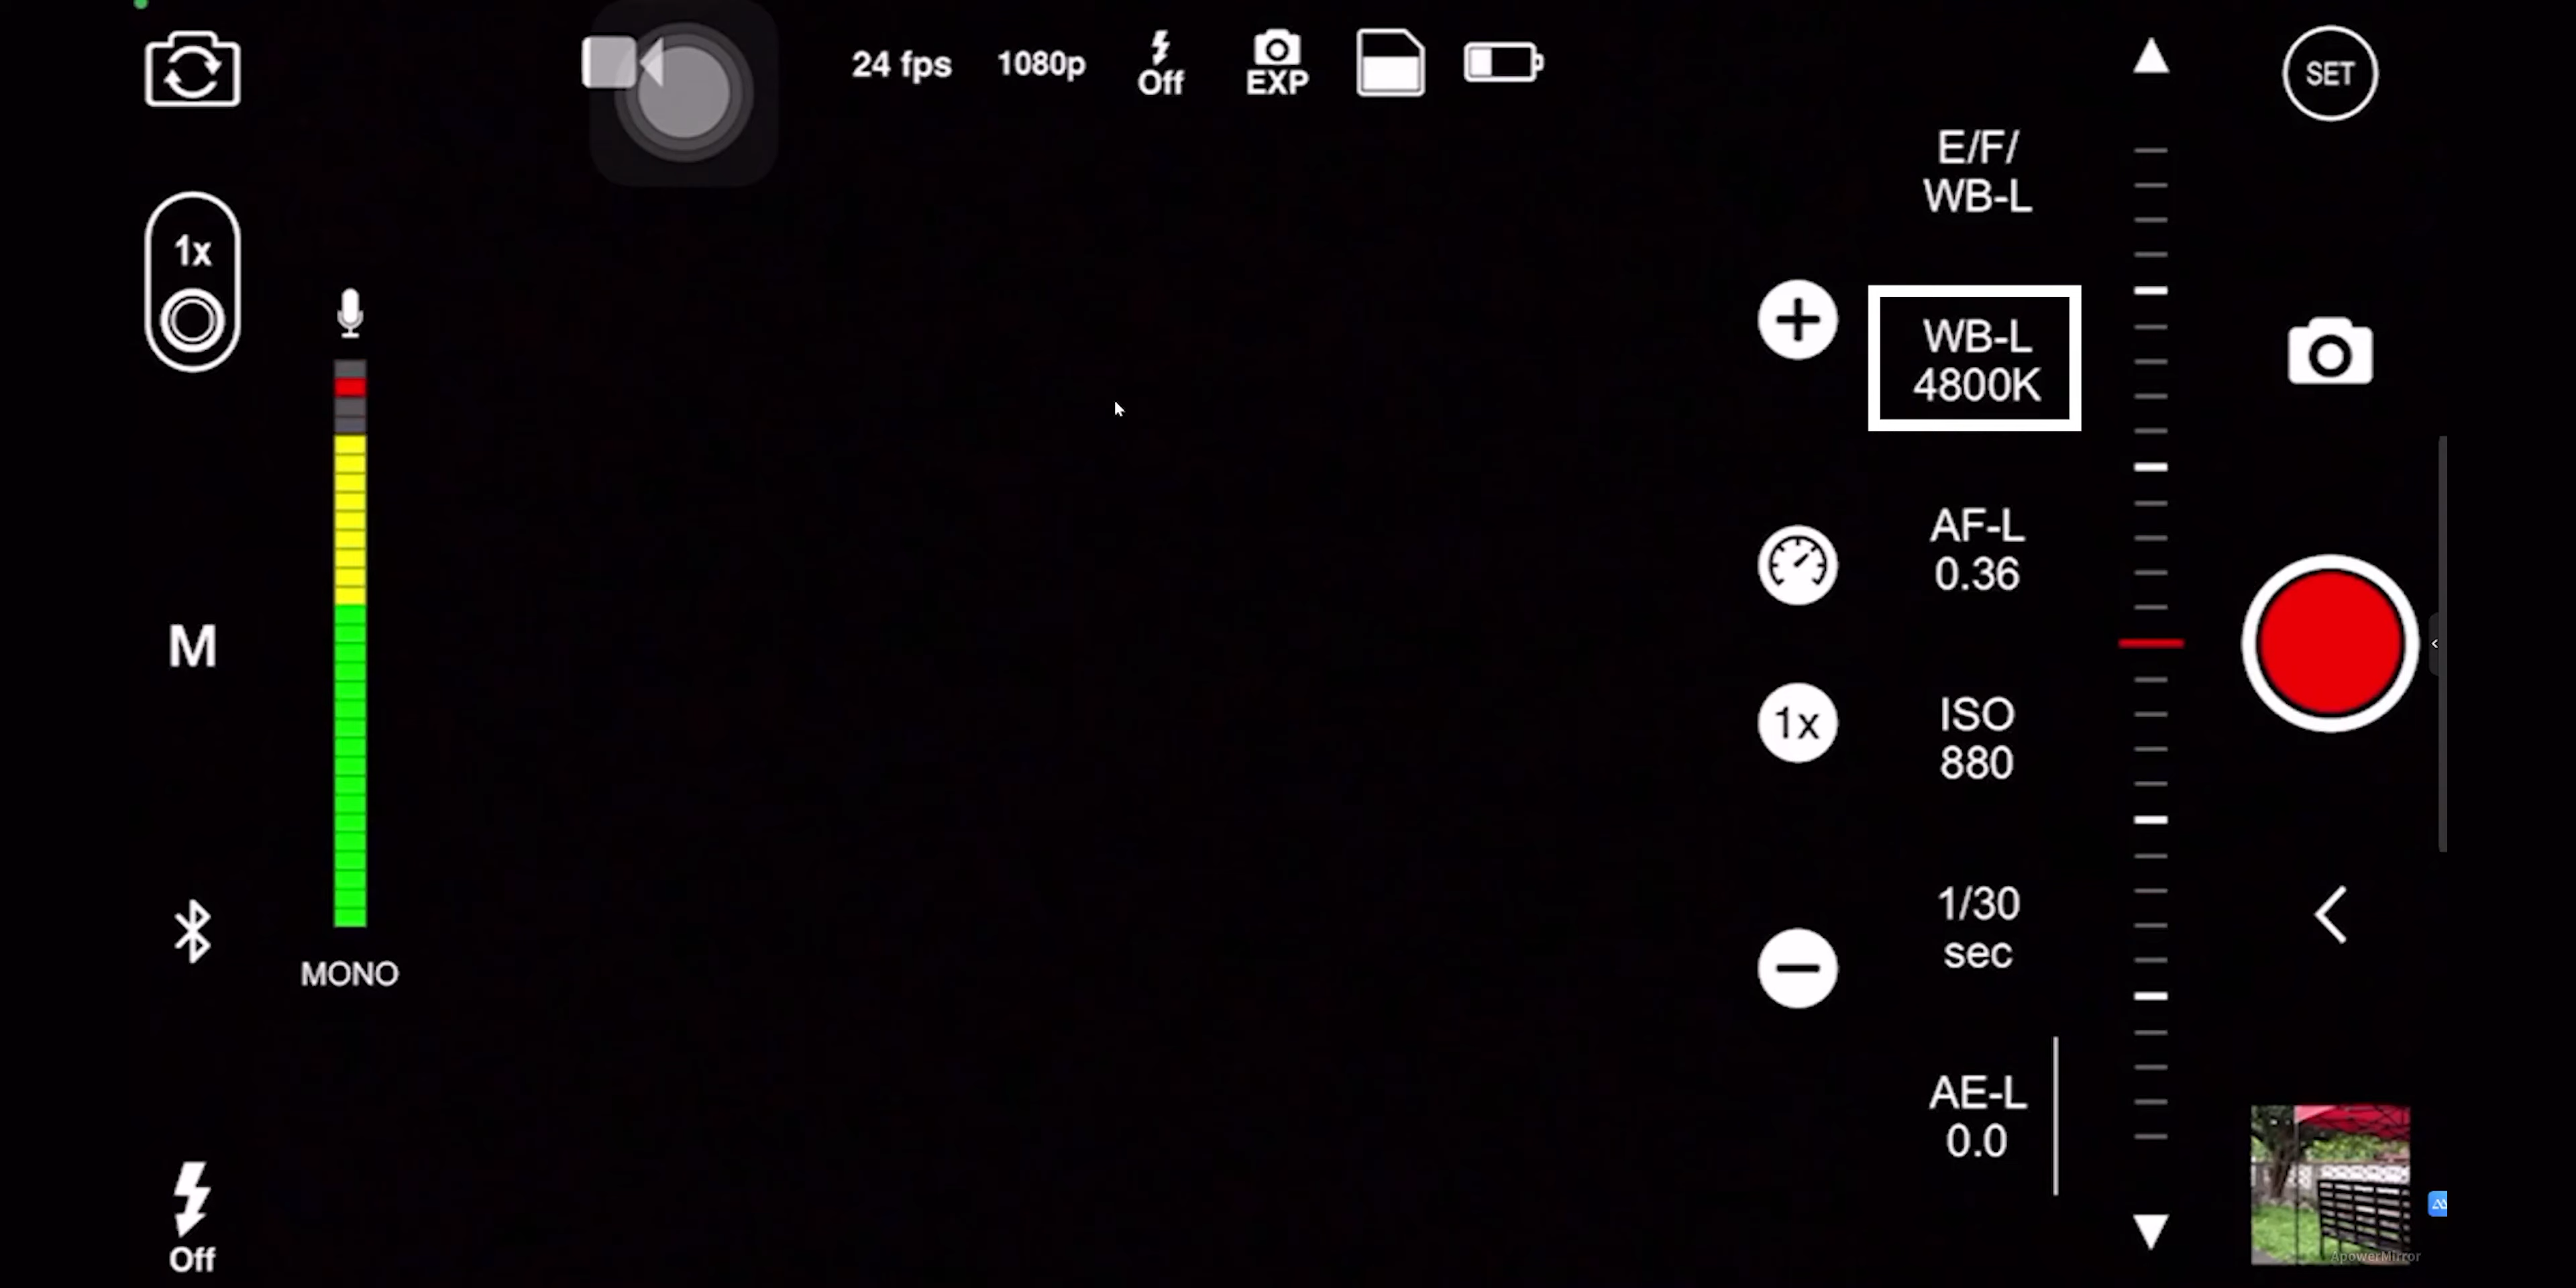 24 fps
1080p
Off
EXP
SET
1x
E/F/
WB-L
WB-L
4800K
AF-L
0.36
M
1x
ISO
880
1/30
sec
MONO
AE-L
0.0
Off
ApowerMirror